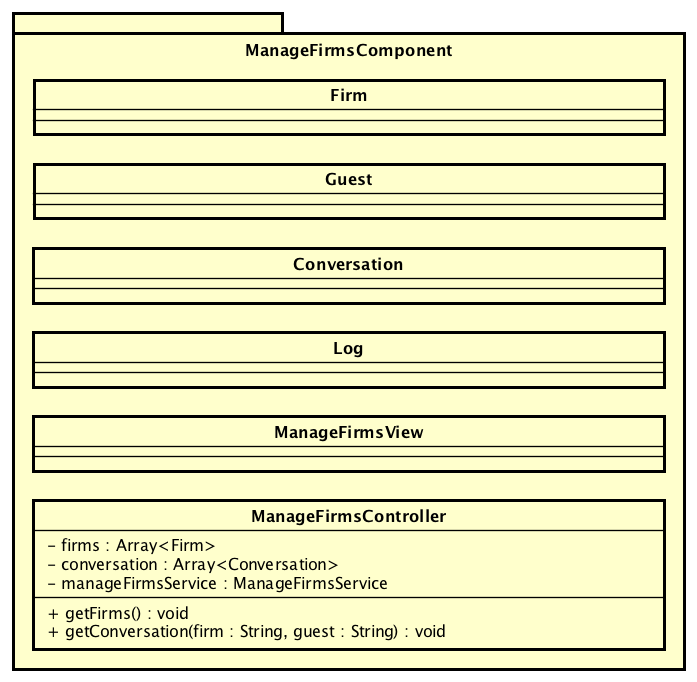 ManageFirmsComponent
Firm
Guest
Conversation
Log
ManageFirmsView
ManageFirmsController
– firms : Array<Firm>
– conversation : Array<Conversation>
– manageFirmsService : ManageFirmsService
+ getFirms() : void
+ getConversation(firm : String, guest : String) : void